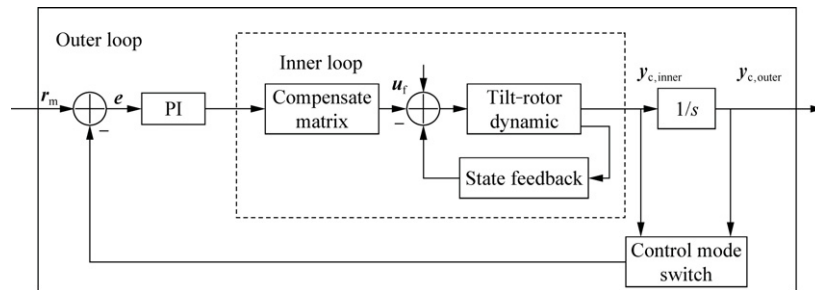 Outer loop
Inner loop
r_m
e
PI
Compensate
matrix
u_f
Tilt-rotor
dynamic
y_c,inner
1/s
y_c,outer
−
−
State feedback
Control mode
switch